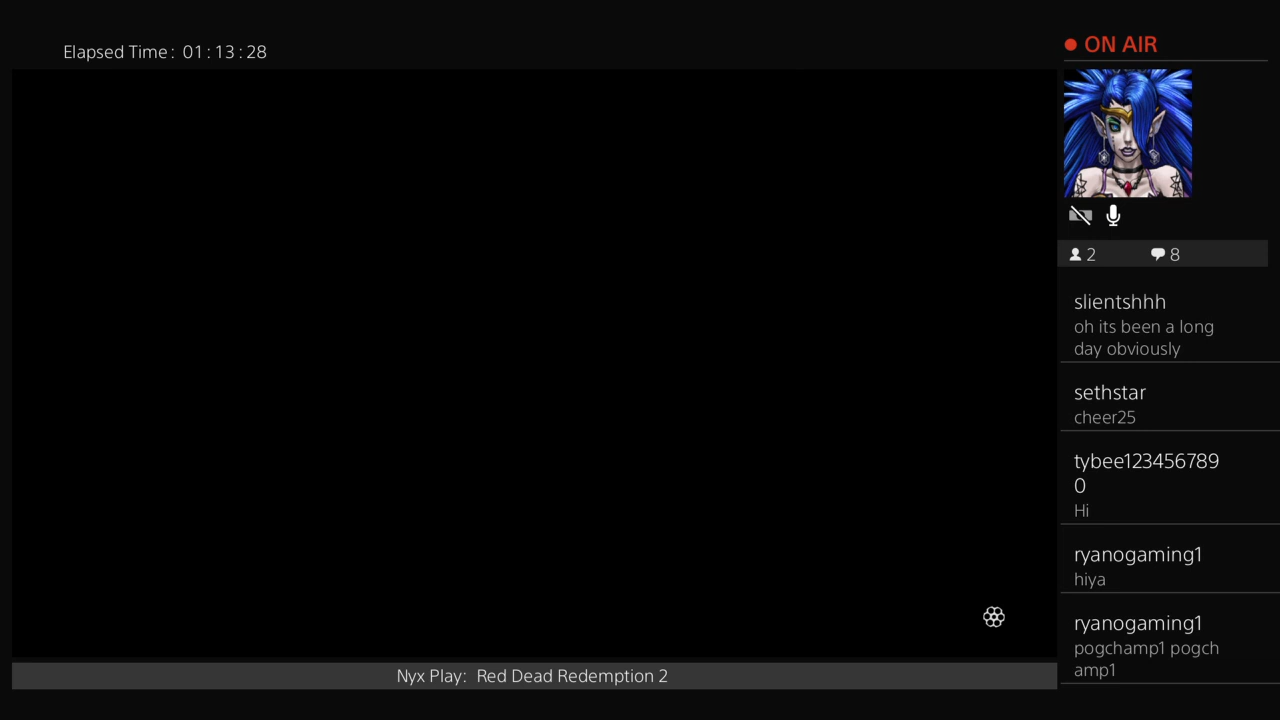 Elapsed Time: 01:13:28
ON AIR
2 8
slientshhh
oh its been a long
day obviously
sethstar
cheer25
tybee123456789
0
Hi
ryanogaming1
hiya
ryanogaming1
pogchamp1 pogch
amp1
Nyx Play: Red Dead Redemption 2